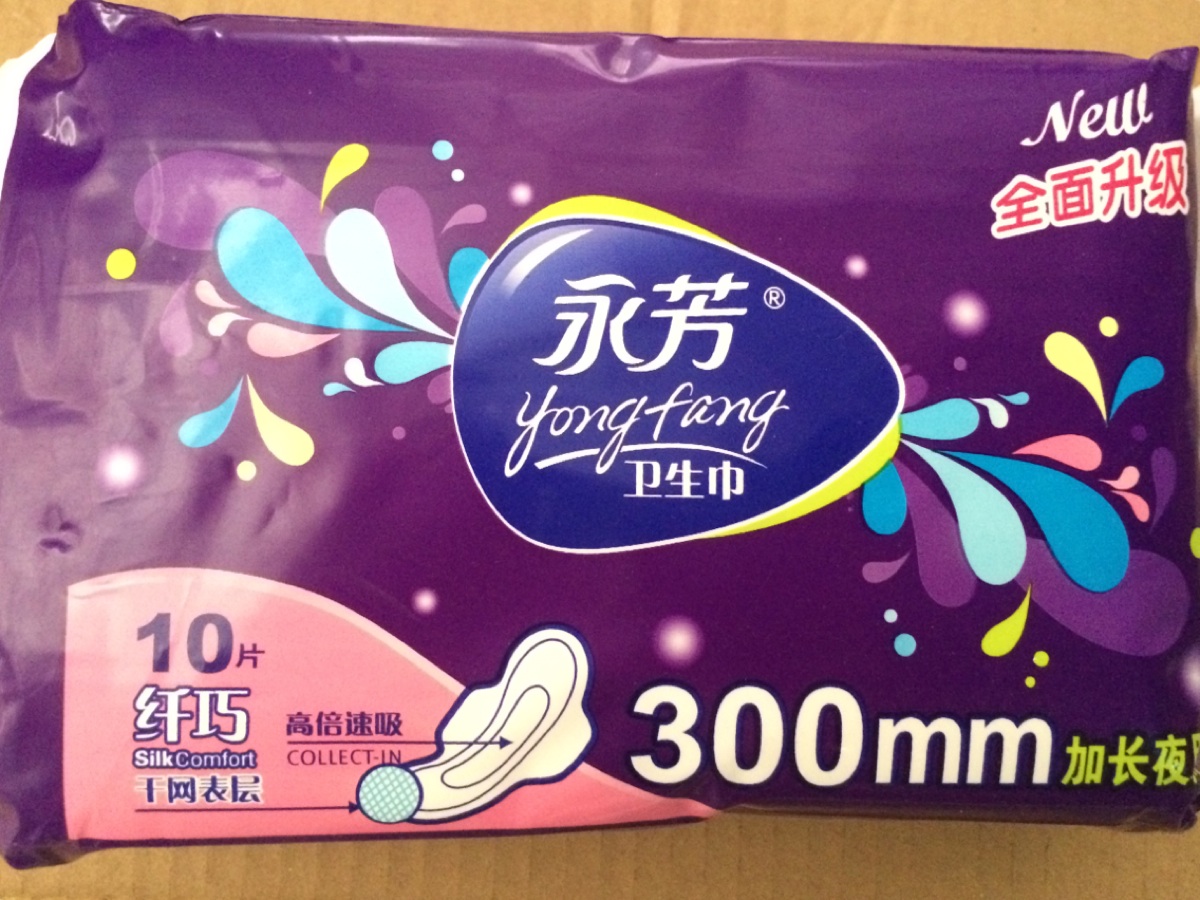 New
全面升级
永芳®
yongfang
卫生巾
10片
纤巧
SilkComfort
干网表层
高倍速吸
COLLECT-IN
300mm
加长夜